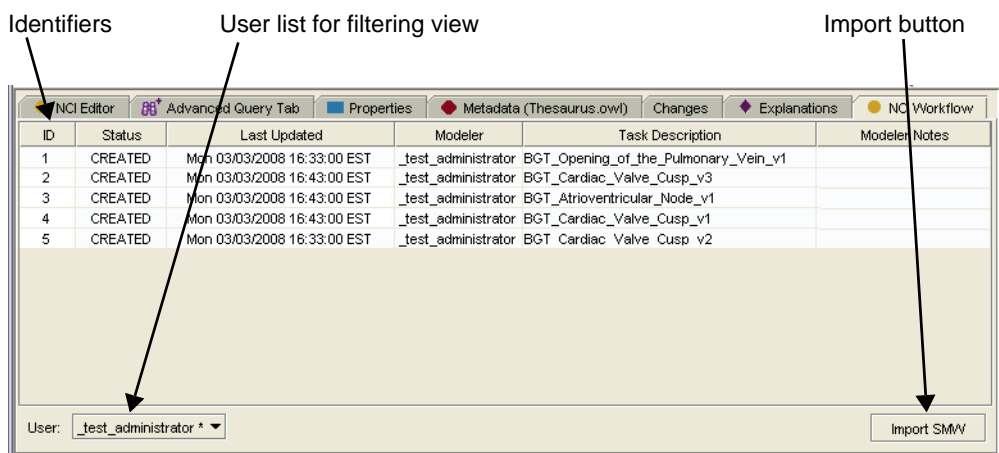 Identifiers User list for filtering view Import button
NCI Editor Advanced Query Tab Properties Metadata (Thesaurus.owl) Changes Explanations NCI Workflow
ID Status Last Updated Modeler Task Description Modeler Notes
1 CREATED Mon 03/03/2008 16:33:00 EST _test_administrator BGT_Opening_of_the_Pulmonary_Vein_v1
2 CREATED Mon 03/03/2008 16:43:00 EST _test_administrator BGT_Cardiac_Valve_Cusp_v3
3 CREATED Mon 03/03/2008 16:43:00 EST _test_administrator BGT_Atrioventricular_Node_v1
4 CREATED Mon 03/03/2008 16:43:00 EST _test_administrator BGT_Cardiac_Valve_Cusp_v1
5 CREATED Mon 03/03/2008 16:33:00 EST _test_administrator BGT_Cardiac_Valve_Cusp_v2
User: _test_administrator * Import SMW